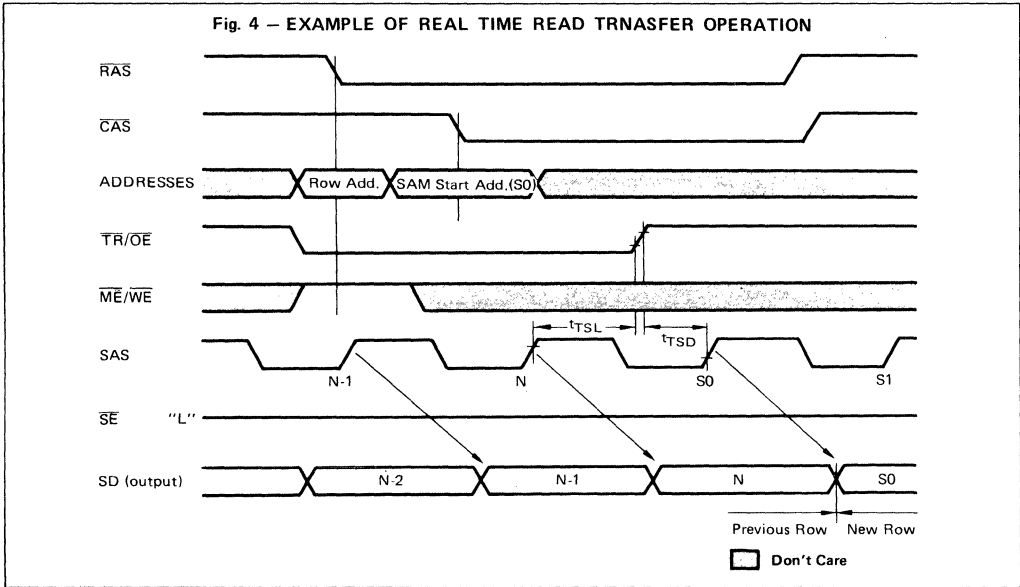 Fig. 4 — EXAMPLE OF REAL TIME READ TRNASFER OPERATION
RAS
CAS
ADDRESSES Row Add. SAM Start Add.(S0)
TR/OE
ME/WE
tTSL tTSD
SAS
N-1 N S0 S1
SE "L"
SD (output) N-2 N-1 N S0
Previous Row New Row
Don't Care